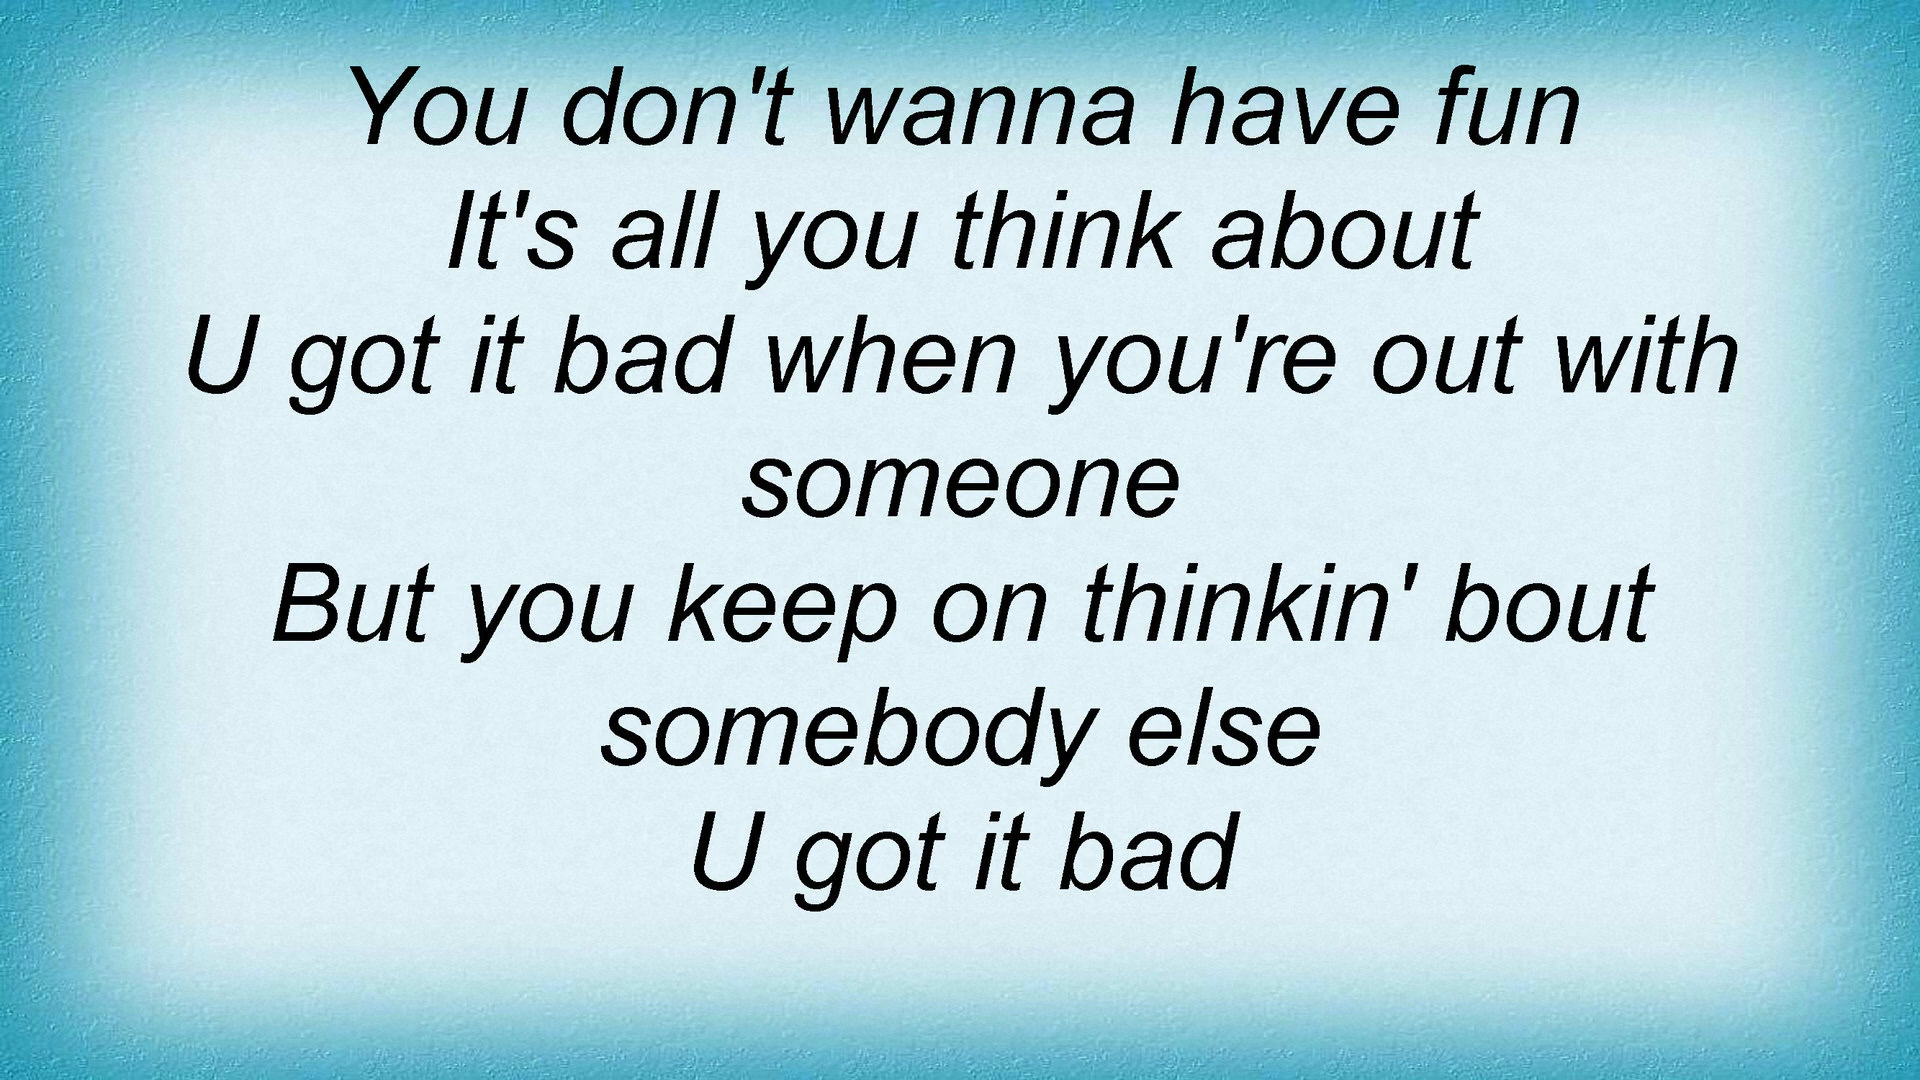 You don't wanna have fun
It's all you think about
U got it bad when you're out with
someone
But you keep on thinkin' bout
somebody else
U got it bad